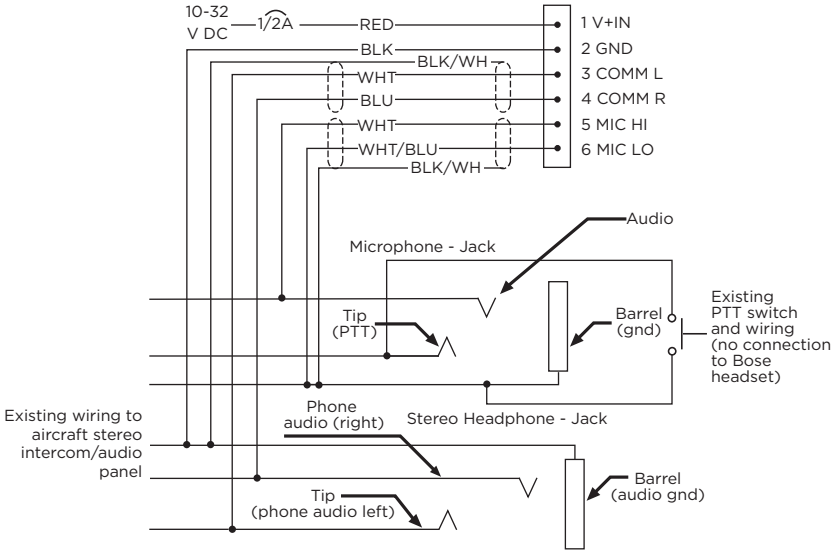 10-32
V DC
1/2A
RED
1 V+IN
BLK
2 GND
BLK/WH
WHT
3 COMM L
BLU
4 COMM R
WHT
5 MIC HI
WHT/BLU
6 MIC LO
BLK/WH
Audio
Microphone - Jack
Tip
(PTT)
Barrel
(gnd)
Existing
PTT switch
and wiring
(no connection
to Bose
headset)
Existing wiring to
aircraft stereo
intercom/audio
panel
Phone
audio (right)
Stereo Headphone - Jack
Tip
(phone audio left)
Barrel
(audio gnd)